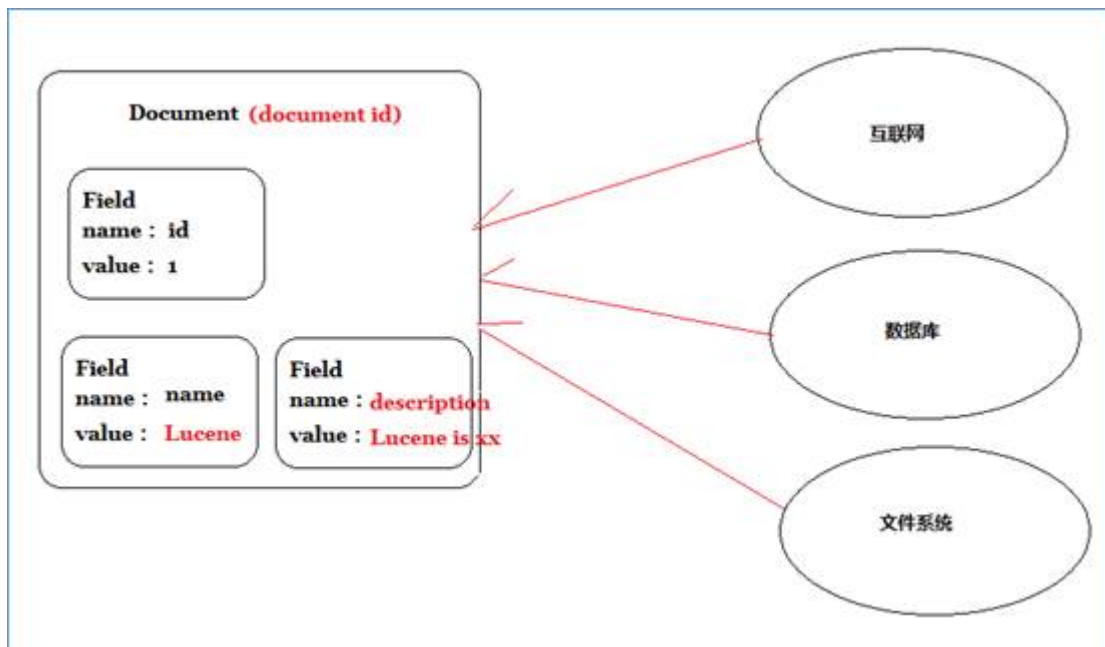 Document (document id)
Field
name : id
value : 1
Field
name : name
value : Lucene
Field
name : description
value : Lucene is xx
互联网
数据库
文件系统